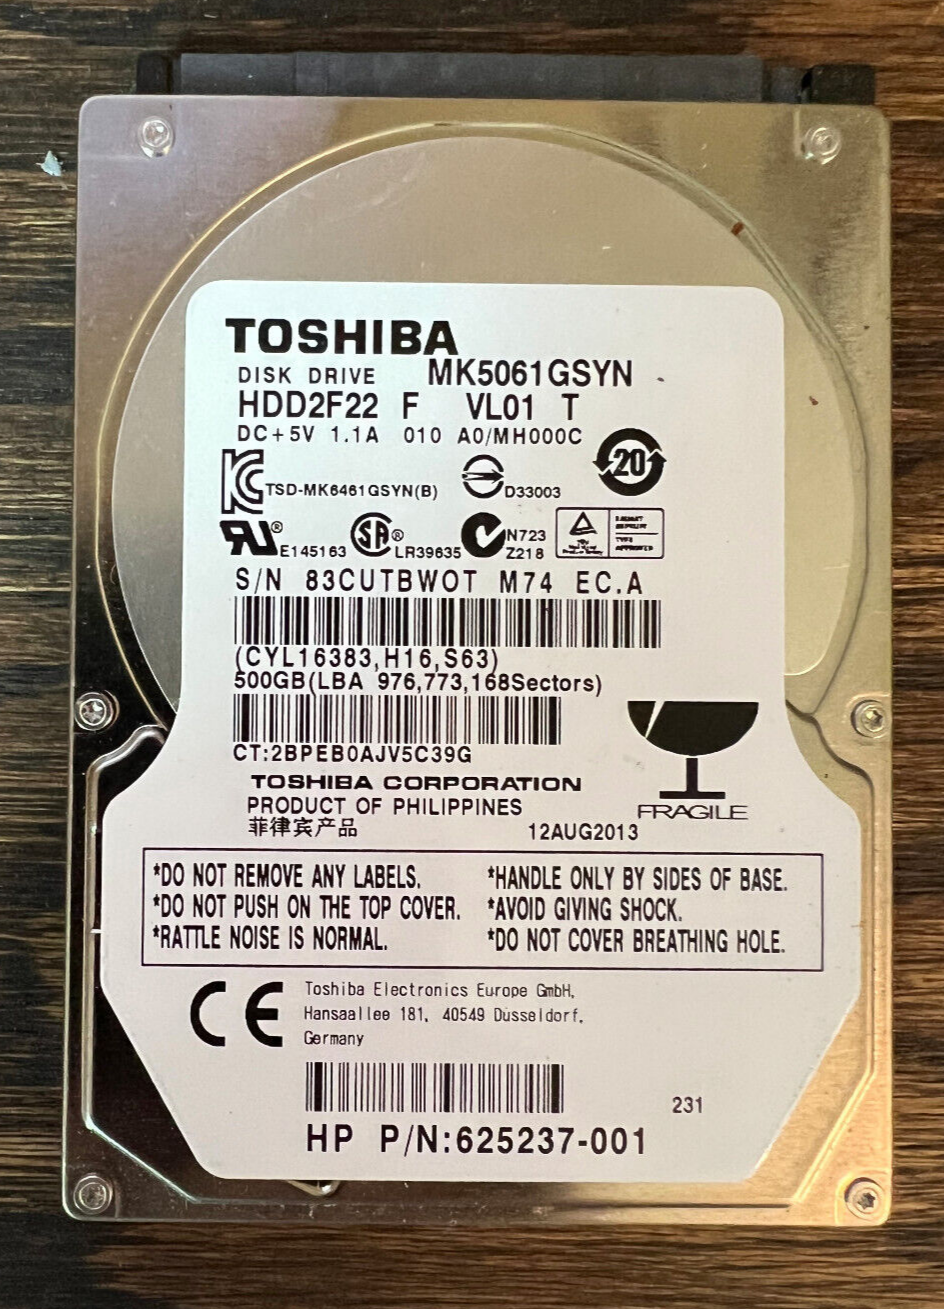 TOSHIBA
DISK DRIVE MK5061GSYN
HDD2F22 F VL01 T
DC+5V 1.1A 010 A0/MH000C
20
TSD-MK6461GSYN(B) D33003
E145163 SA LR39635 N723
Z218
S/N 83CUTBWOT M74 EC.A
(CYL16383,H16,S63)
500GB(LBA 976,773,168Sectors)
CT:2BPEB0AJV5C39G
TOSHIBA CORPORATION
PRODUCT OF PHILIPPINES
FRAGILE
菲律宾产品 12AUG2013
*DO NOT REMOVE ANY LABELS. *HANDLE ONLY BY SIDES OF BASE.
*DO NOT PUSH ON THE TOP COVER. *AVOID GIVING SHOCK.
*RATTLE NOISE IS NORMAL. *DO NOT COVER BREATHING HOLE.
CE Toshiba Electronics Europe GmbH,
Hansaallee 181, 40549 Düsseldorf,
Germany
231
HP P/N:625237-001